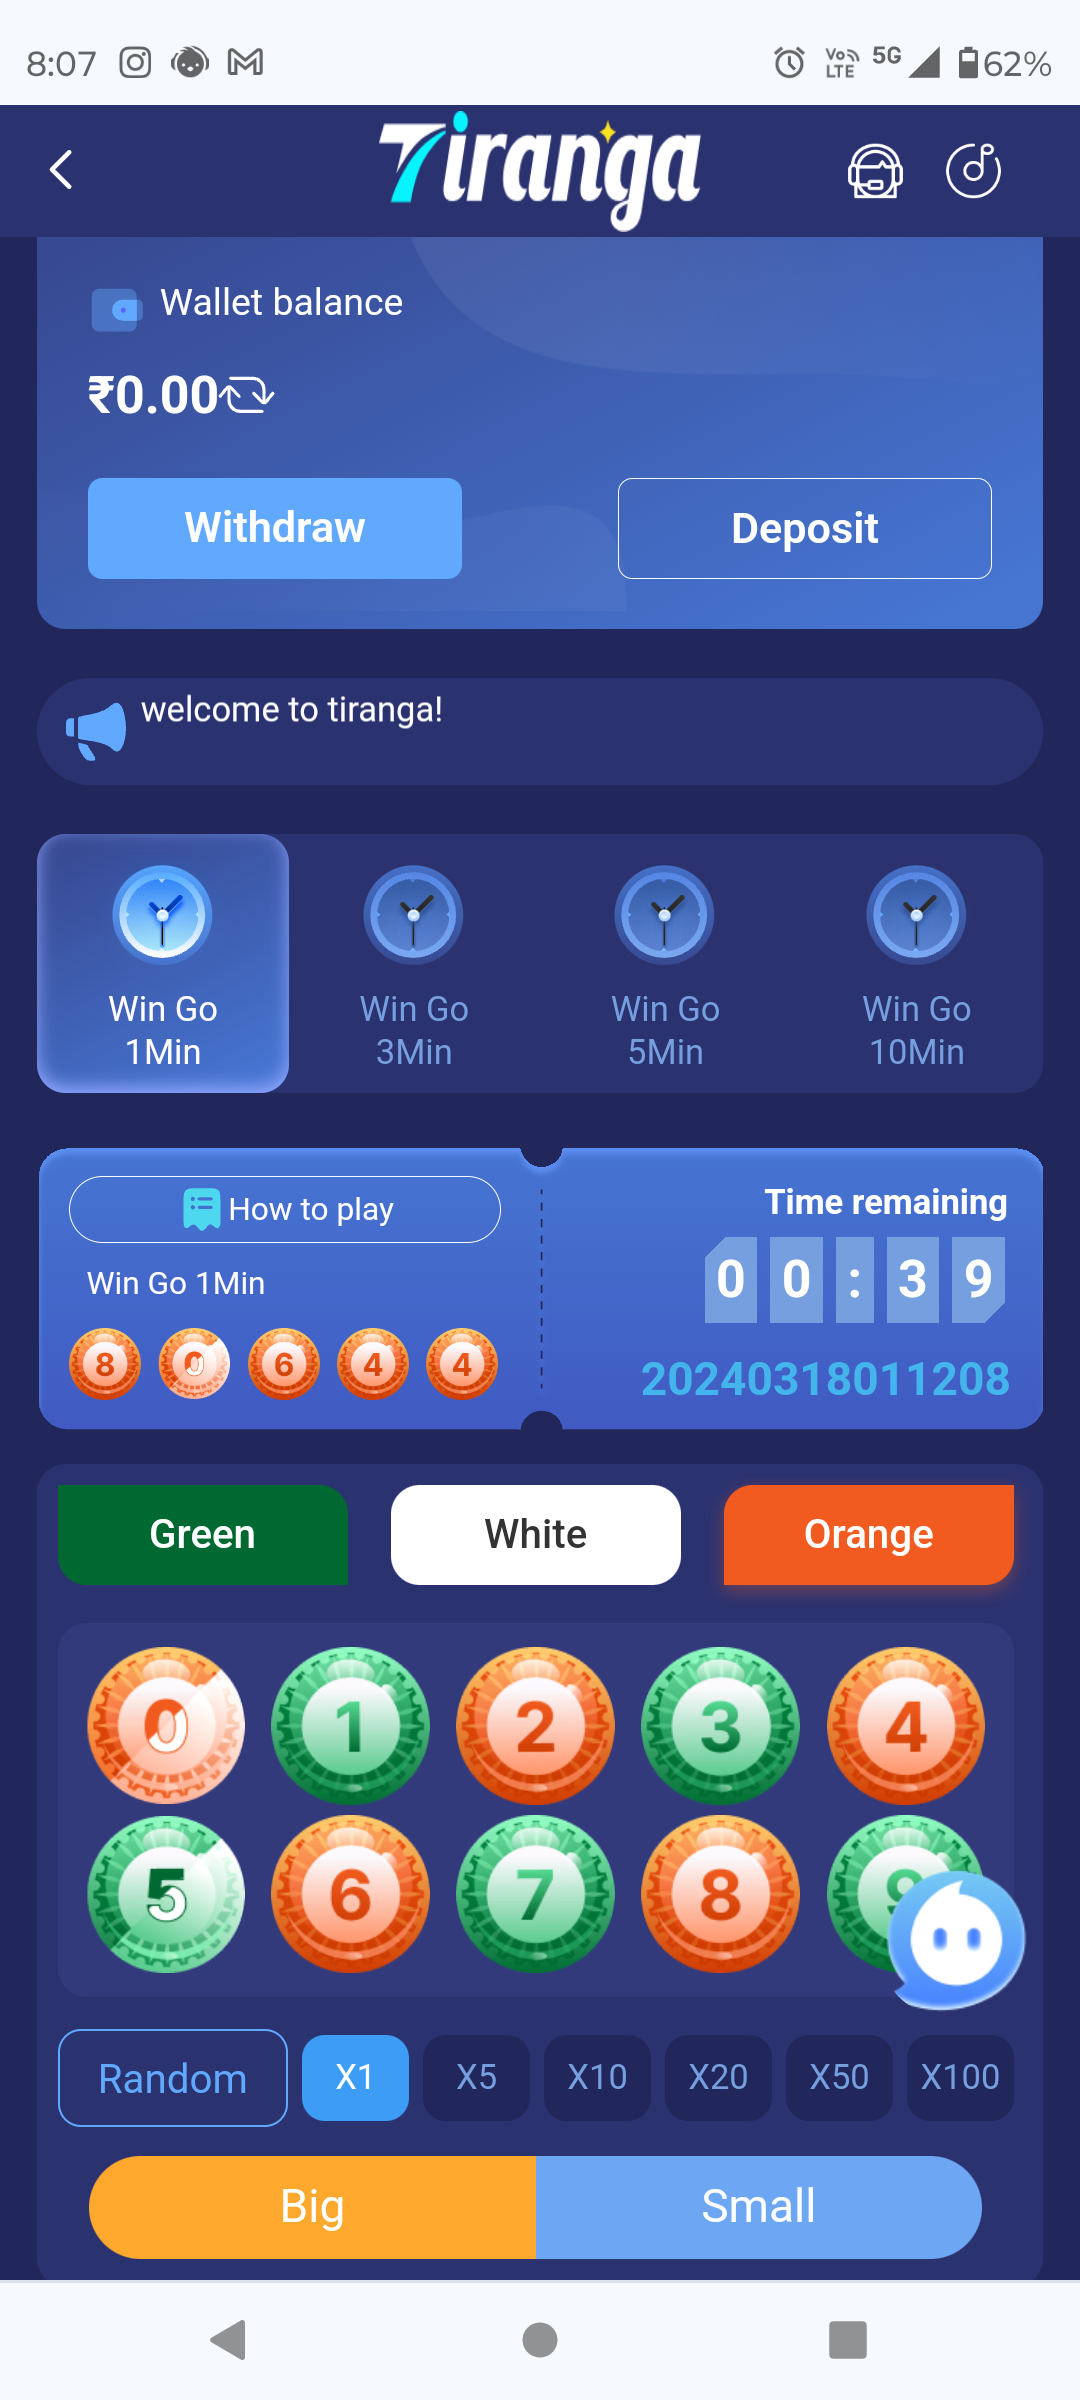 8:07 Vo LTE 5G 62%
Tiranga
Wallet balance
₹0.00
Withdraw Deposit
welcome to tiranga!
Win Go Win Go Win Go Win Go
1Min 3Min 5Min 10Min
How to play Time remaining
Win Go 1Min 0 0 : 3 9
8 0 6 4 4 20240318011208
Green White Orange
0 1 2 3 4
5 6 7 8 9
Random X1 X5 X10 X20 X50 X100
Big Small